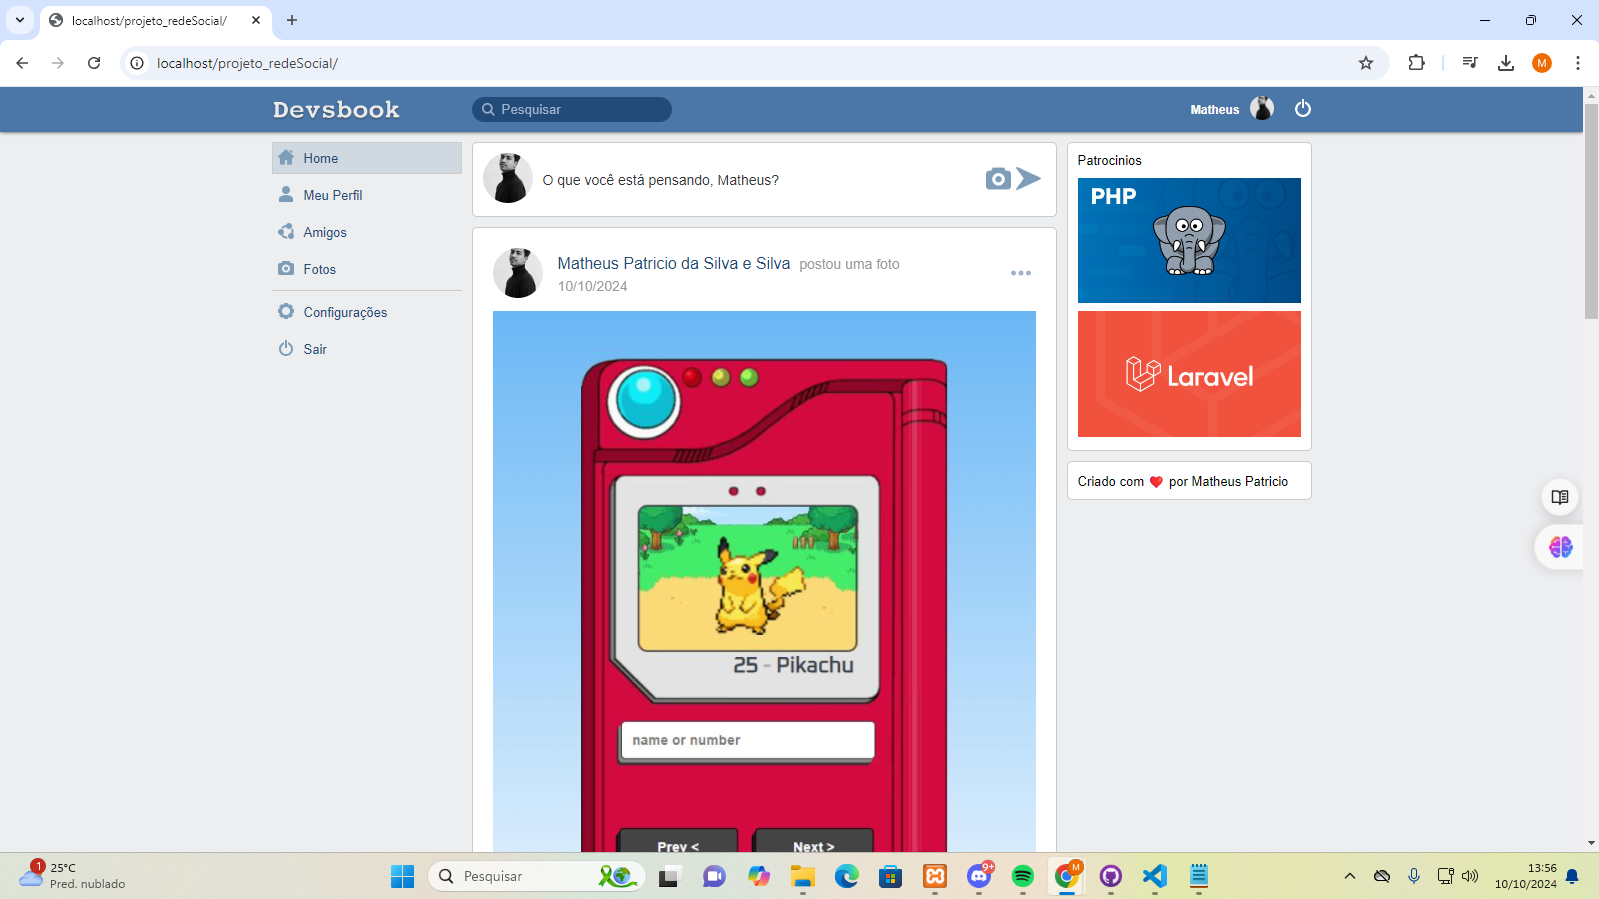 localhost/projeto_redeSocial/
localhost/projeto_redeSocial/
M
Devsbook
Pesquisar
Matheus
Home
Meu Perfil
Amigos
Fotos
Configurações
Sair
O que você está pensando, Matheus?
Matheus Patricio da Silva e Silva postou uma foto
10/10/2024
25 - Pikachu
name or number
Prev <
Next >
Patrocinios
PHP
Laravel
Criado com ❤️ por Matheus Patricio
1
25°C
Pred. nublado
Pesquisar
9+
M
13:56
10/10/2024